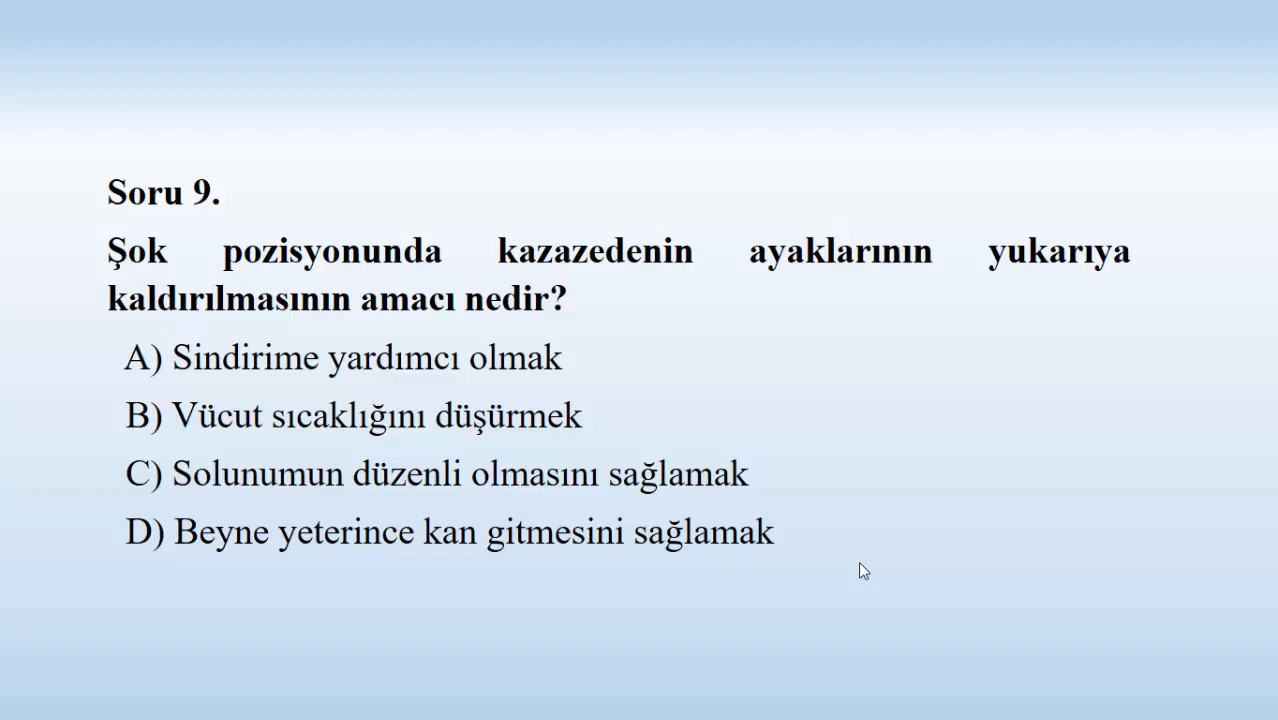 Soru 9.
Şok pozisyonunda kazazedenin ayaklarının yukarıya
kaldırılmasının amacı nedir?
A) Sindirime yardımcı olmak
B) Vücut sıcaklığını düşürmek
C) Solunumun düzenli olmasını sağlamak
D) Beyne yeterince kan gitmesini sağlamak